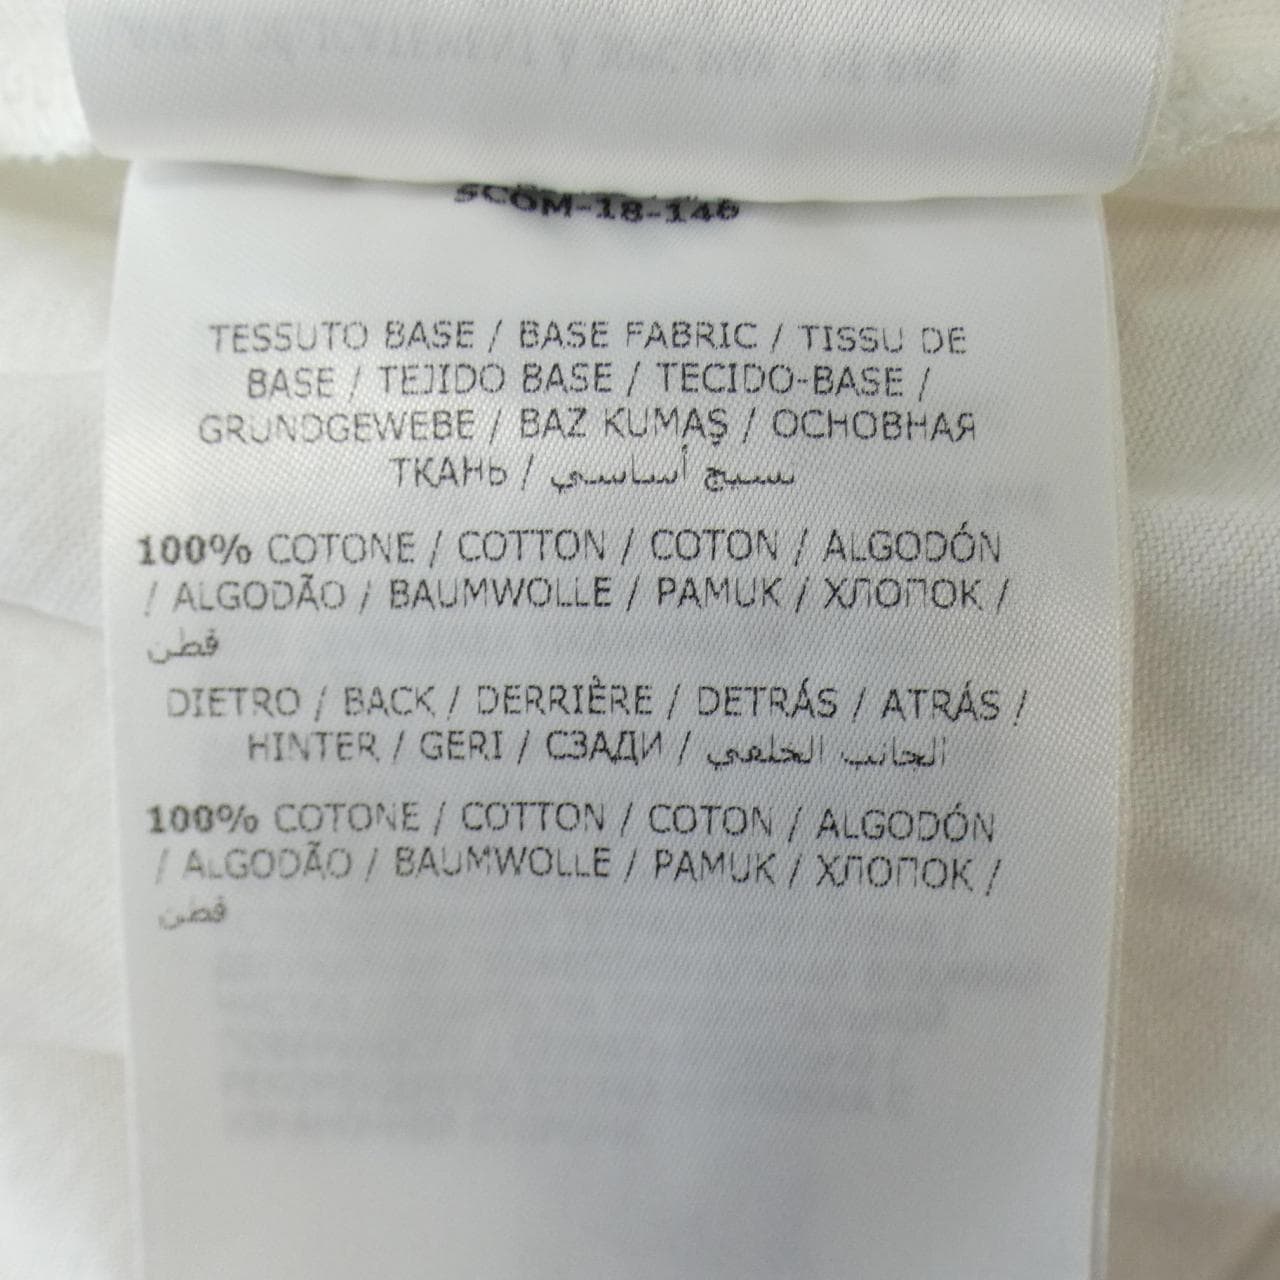 SCOM-18-146
TESSUTO BASE / BASE FABRIC / TISSU DE
BASE / TEJIDO BASE / TECIDO-BASE /
GRUNDGEWEBE / BAZ KUMAŞ / ОСНОВНАЯ
ТКАНЬ / نسيج أساسي
100% COTONE / COTTON / COTON / ALGODÓN
/ ALGODÃO / BAUMWOLLE / PAMUK / ХЛОПОК /
قطن
DIETRO / BACK / DERRIÈRE / DETRÁS / ATRÁS /
HINTER / GERI / СЗАДИ / الجانب الخلفي
100% COTONE / COTTON / COTON / ALGODÓN
/ ALGODÃO / BAUMWOLLE / PAMUK / ХЛОПОК /
قطن